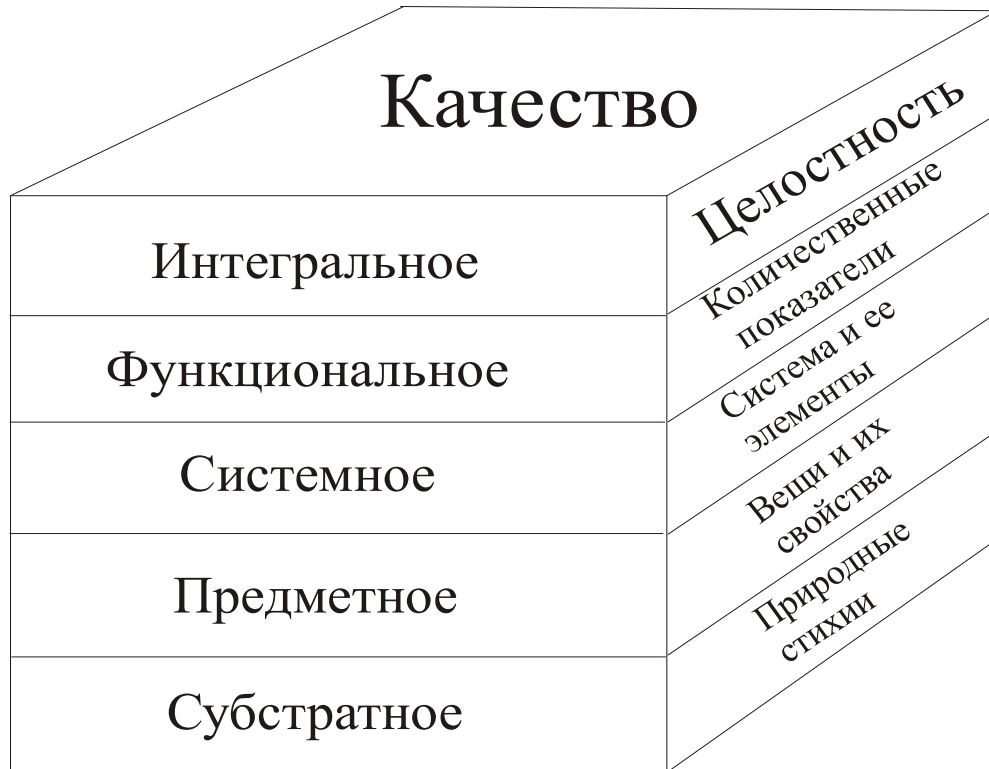 Качество
Интегральное
Функциональное
Системное
Предметное
Субстратное
Целостность
Количественные
показатели
Система и ее
элементы
Вещи и их
свойства
Природные
стихии